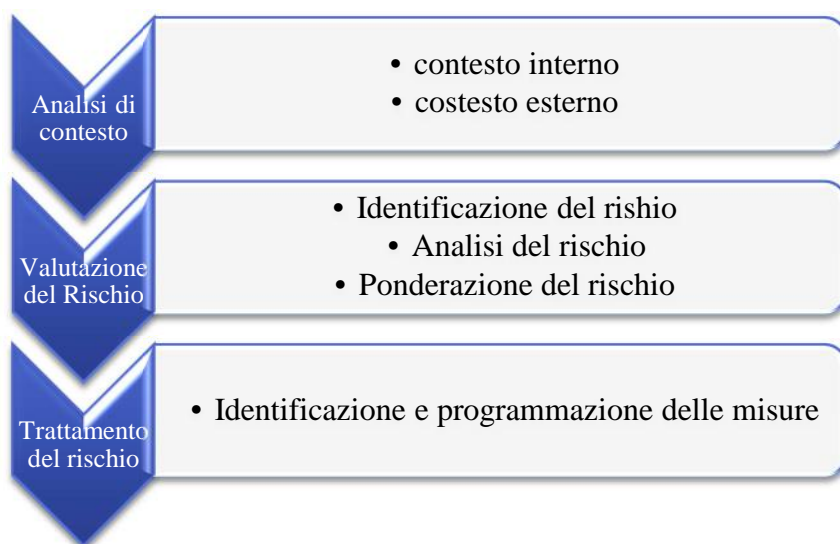 Analisi di
contesto
• contesto interno
• costesto esterno
Valutazione
del Rischio
• Identificazione del rishio
• Analisi del rischio
• Ponderazione del rischio
Trattamento
del rischio
• Identificazione e programmazione delle misure